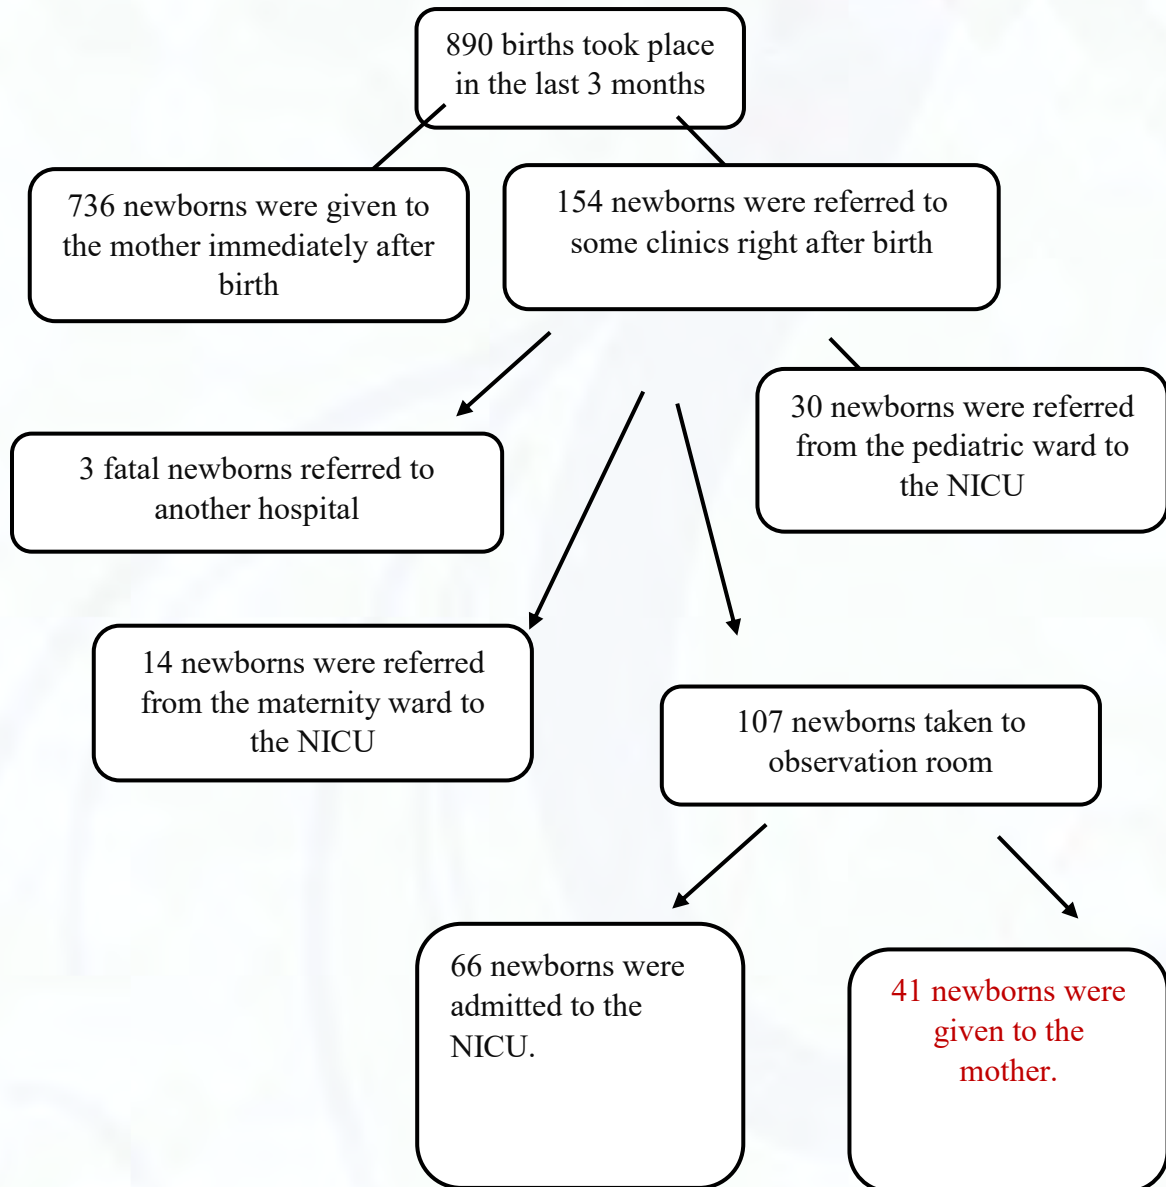 890 births took place
in the last 3 months
736 newborns were given to
the mother immediately after
birth
154 newborns were referred to
some clinics right after birth
3 fatal newborns referred to
another hospital
30 newborns were referred
from the pediatric ward to
the NICU
14 newborns were referred
from the maternity ward to
the NICU
107 newborns taken to
observation room
66 newborns were
admitted to the
NICU.
41 newborns were
given to the
mother.